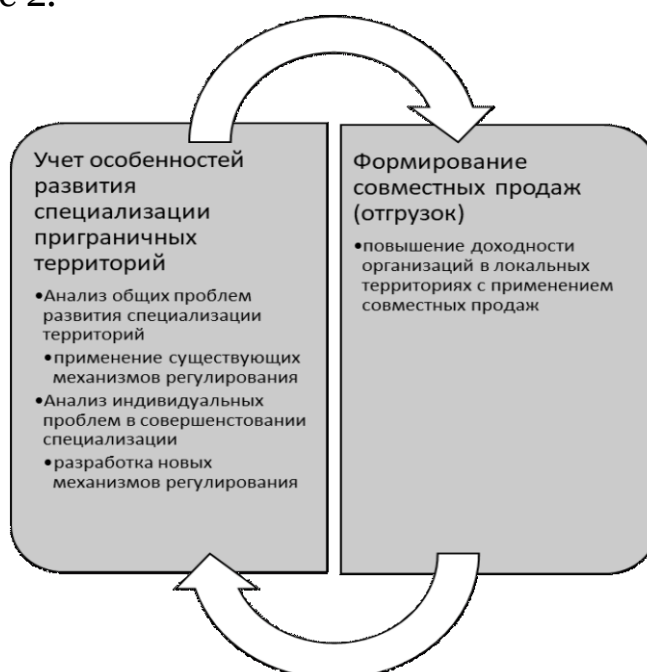 с 2.
Учет особенностей
развития
специализации
приграничных
территорий
•Анализ общих проблем
развития специализации
территорий
•применение существующих
механизмов регулирования
•Анализ индивидуальных
проблем в совершенстовании
специализации
•разработка новых
механизмов регулирования
Формирование
совместных продаж
(отгрузок)
•повышение доходности
организаций в локальных
территориях с применением
совместных продаж